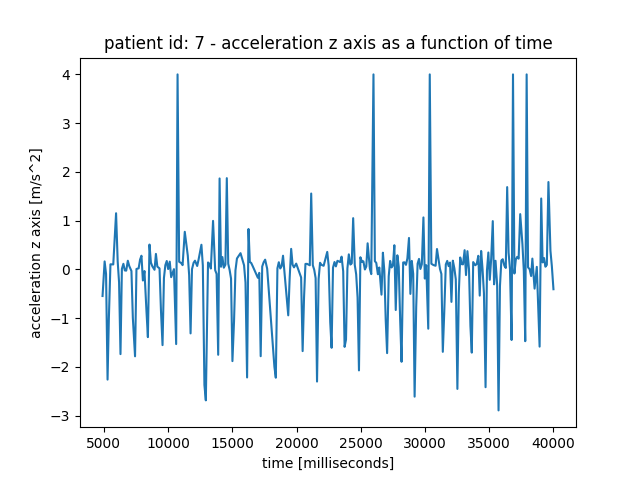 patient id: 7 - acceleration z axis as a function of time
acceleration z axis [m/s^2]
4
3
2
1
0
−1
−2
−3
5000 10000 15000 20000 25000 30000 35000 40000
time [milliseconds]